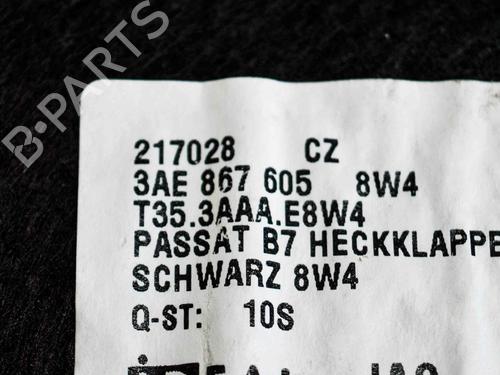 B-PARTS
217028 CZ
3AE 867 605 8W4
T35.3AAA.E8W4
PASSAT B7 HECKKLAPPE
SCHWARZ 8W4
Q-ST: 10S